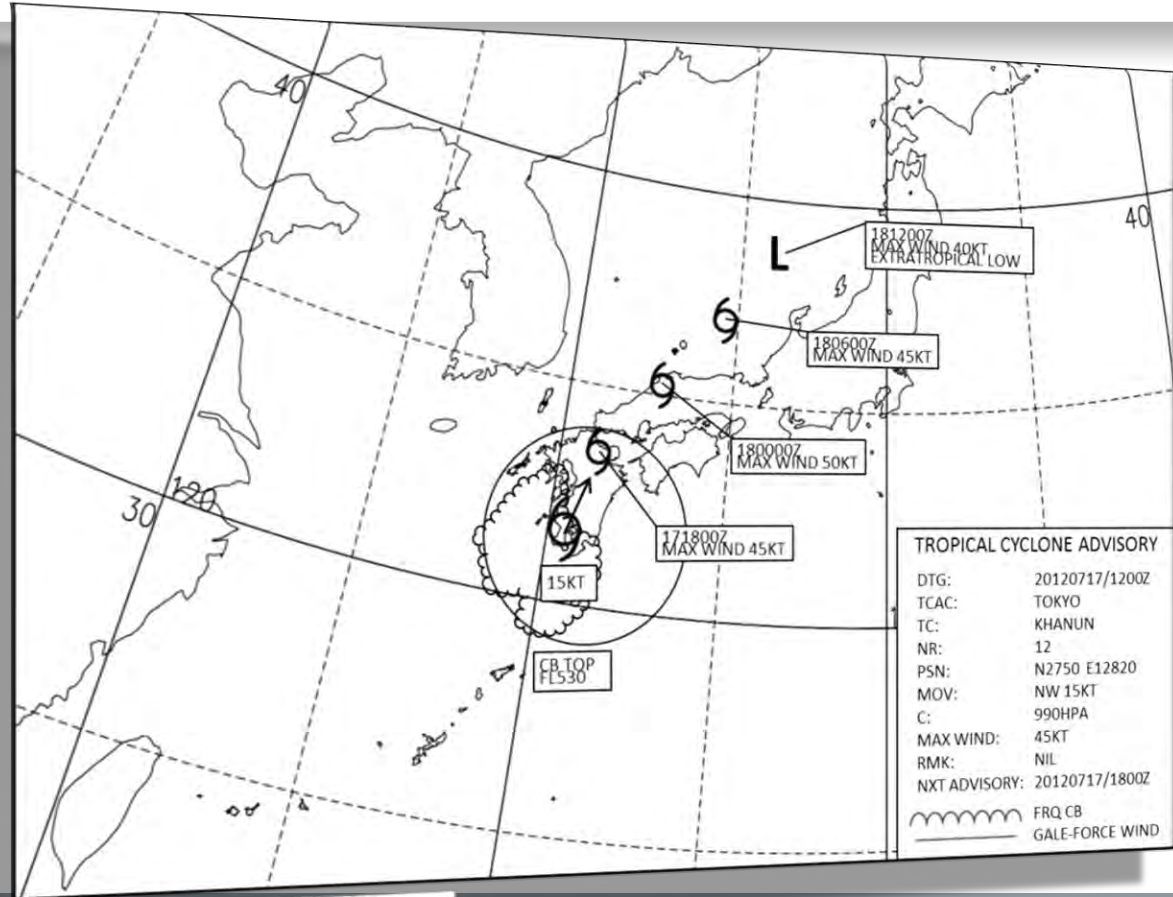 40
40
120
30
L
181200Z
MAX WIND 40KT
EXTRATROPICAL LOW
180600Z
MAX WIND 45KT
180000Z
MAX WIND 50KT
171800Z
MAX WIND 45KT
15KT
CB TOP
FL530
TROPICAL CYCLONE ADVISORY
DTG: 20120717/1200Z
TCAC: TOKYO
TC: KHANUN
NR: 12
PSN: N2750 E12820
MOV: NW 15KT
C: 990HPA
MAX WIND: 45KT
RMK: NIL
NXT ADVISORY: 20120717/1800Z
FRQ CB
GALE-FORCE WIND